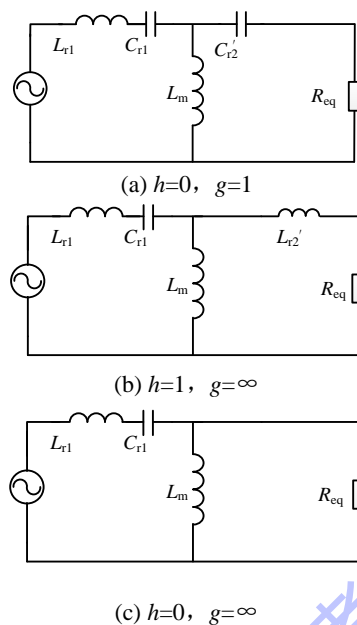 L_r1 C_r1 C_r2′
L_m R_eq
(a) h=0，g=1
L_r1 C_r1 L_r2′
L_m R_eq
(b) h=1，g=∞
L_r1 C_r1
L_m R_eq
(c) h=0，g=∞